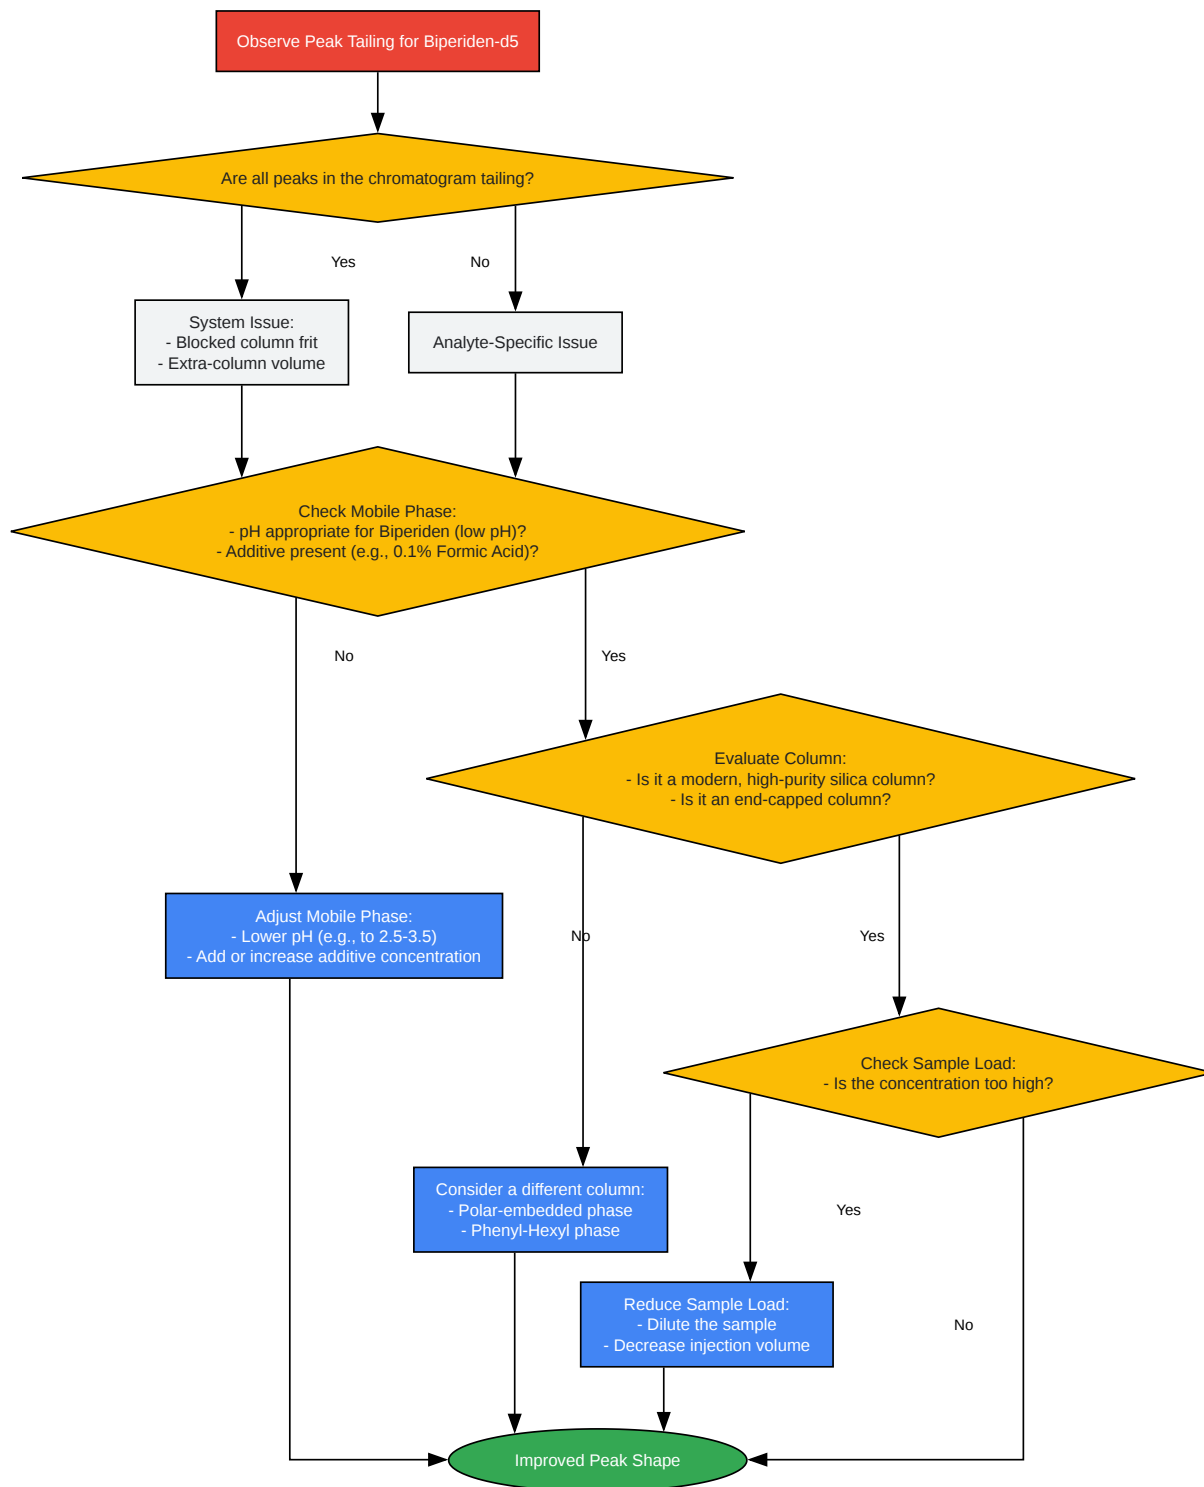 Observe Peak Tailing for Biperiden-d5
Are all peaks in the chromatogram tailing?
Yes
No
System Issue:
- Blocked column frit
- Extra-column volume
Analyte-Specific Issue
Check Mobile Phase:
- pH appropriate for Biperiden (low pH)?
- Additive present (e.g., 0.1% Formic Acid)?
No
Yes
Evaluate Column:
- Is it a modern, high-purity silica column?
- Is it an end-capped column?
Adjust Mobile Phase:
- Lower pH (e.g., to 2.5-3.5)
- Add or increase additive concentration
No
Yes
Check Sample Load:
- Is the concentration too high?
Consider a different column:
- Polar-embedded phase
- Phenyl-Hexyl phase
Yes
Reduce Sample Load:
- Dilute the sample
- Decrease injection volume
No
Improved Peak Shape